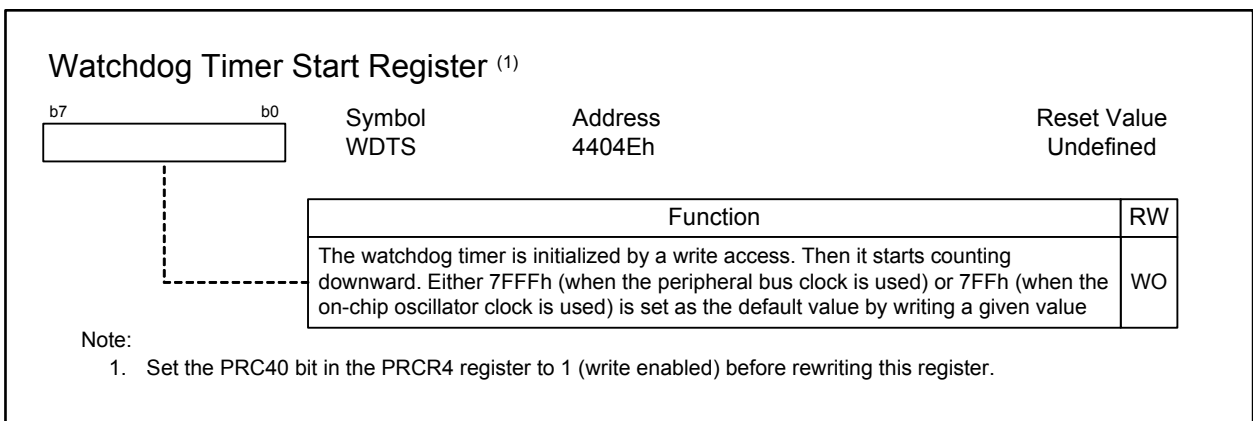 Watchdog Timer Start Register (1)
b7 b0 Symbol Address Reset Value
WDTS 4404Eh Undefined
Function RW
The watchdog timer is initialized by a write access. Then it starts counting
downward. Either 7FFFh (when the peripheral bus clock is used) or 7FFh (when the WO
on-chip oscillator clock is used) is set as the default value by writing a given value
Note:
1. Set the PRC40 bit in the PRCR4 register to 1 (write enabled) before rewriting this register.